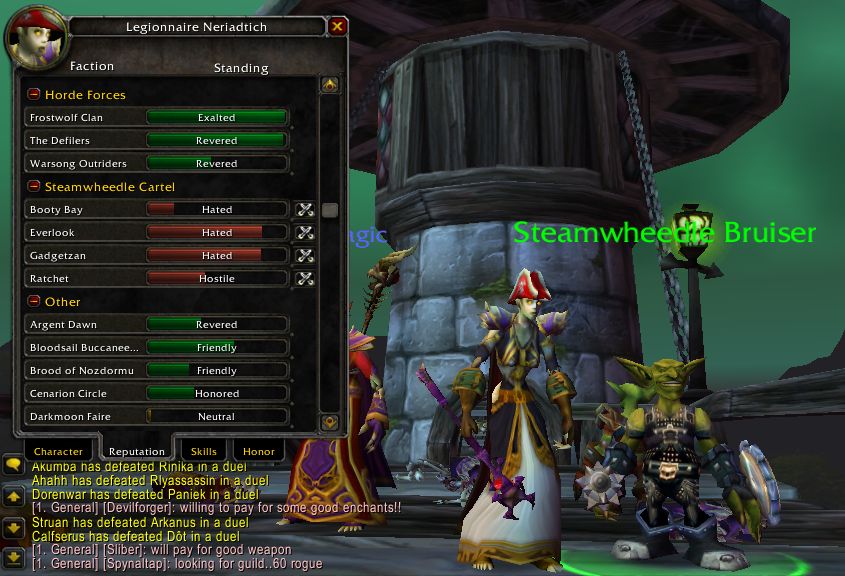 Legionnaire Neriadtich
Faction Standing
Horde Forces
Frostwolf Clan Exalted
The Defilers Revered
Warsong Outriders Revered
Steamwheedle Cartel
Booty Bay Hated
Everlook Hated
Gadgetzan Hated
Ratchet Hostile
Other
Argent Dawn Revered
Bloodsail Buccanee... Friendly
Brood of Nozdormu Friendly
Cenarion Circle Honored
Darkmoon Faire Neutral
Character Reputation Skills Honor
agic
Steamwheedle Bruiser
Akumba has defeated Rinika in a duel
Ahahh has defeated Rlyassassin in a duel
Dorenwar has defeated Paniek in a duel
[1. General] [Devilforger]: willing to pay for some good enchants!!
Struan has defeated Arkanus in a duel
Calfserus has defeated Dôt in a duel
[1. General] [Sliber]: will pay for good weapon
[1. General] [Spynaltap]: looking for guild..60 rogue